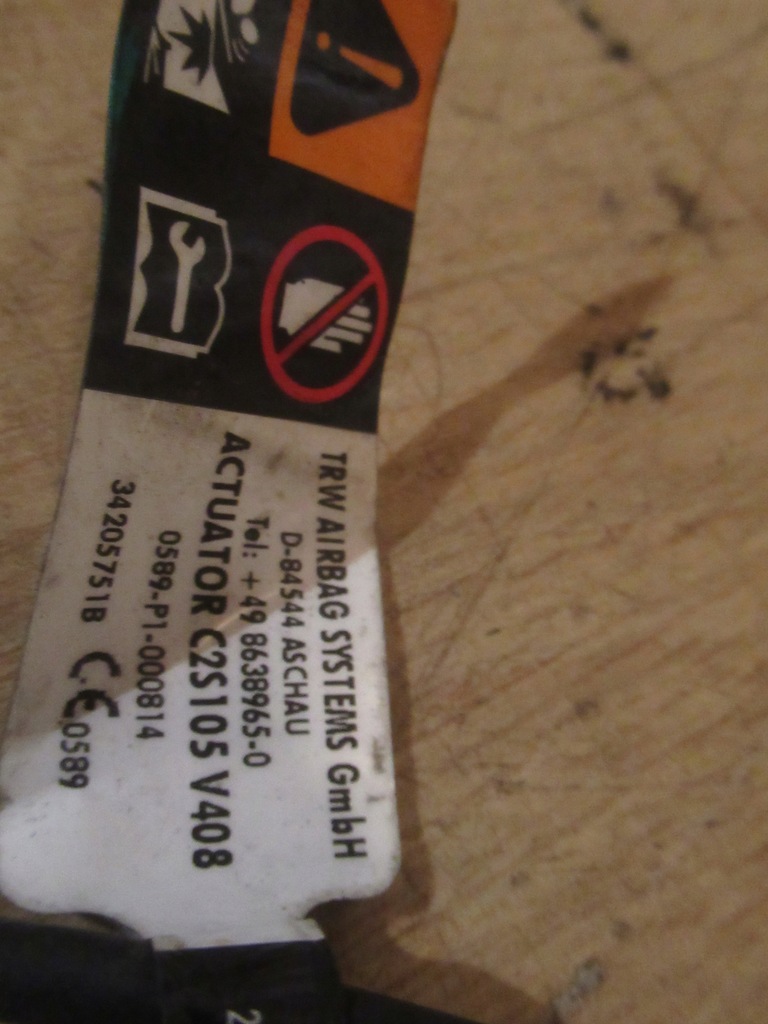 TRW AIRBAG SYSTEMS GmbH
D-84544 ASCHAU
Tel: +49 8638965-0
ACTUATOR C2S105 V408
0589-P1-000814
34205751B CE 0589
2